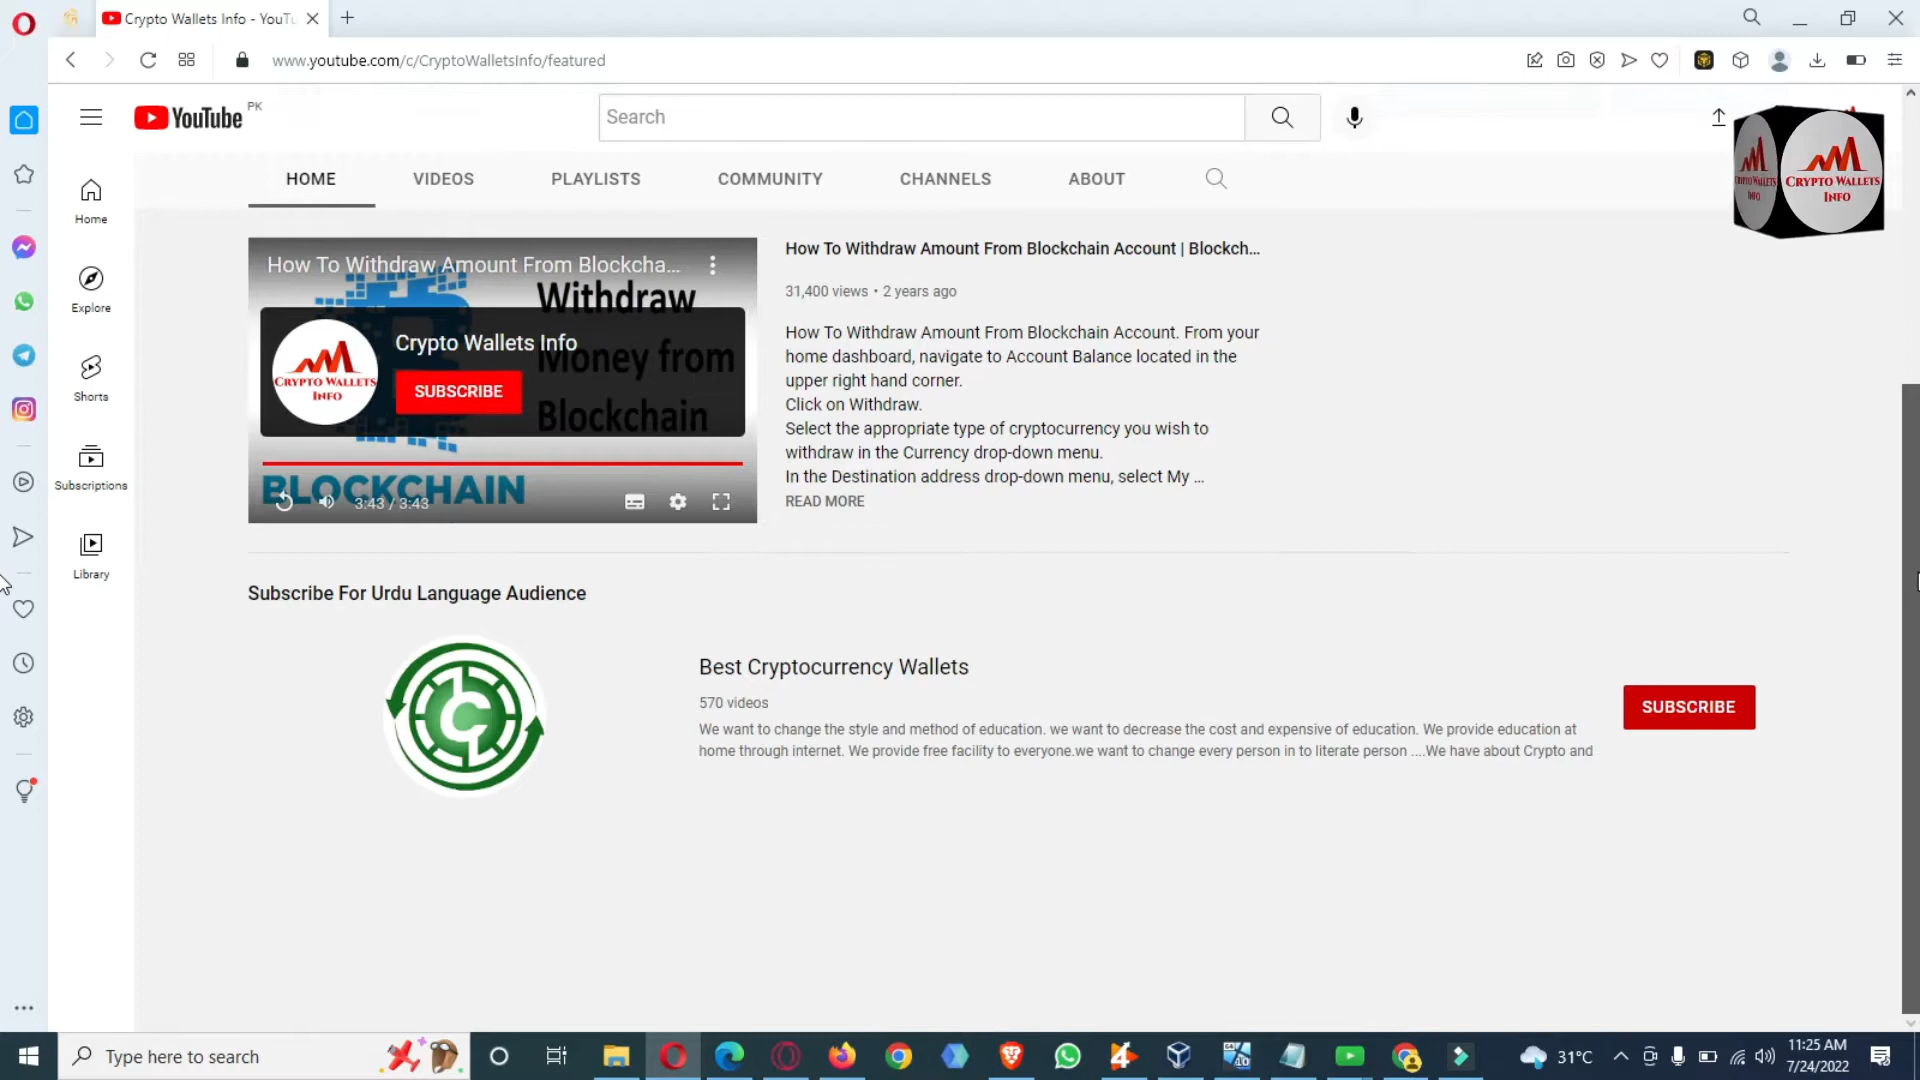 Crypto Wallets Info - YouTu
www.youtube.com/c/CryptoWalletsInfo/featured
YouTube PK
Search
CRYPTO WALLETS
INFO
CRYPTO WALLETS
INFO
HOME VIDEOS PLAYLISTS COMMUNITY CHANNELS ABOUT
Home
Explore
Shorts
Subscriptions
Library
How To Withdraw Amount From Blockcha...
Withdraw
Money from
Blockchain
BLOCKCHAIN
CRYPTO WALLETS
INFO
Crypto Wallets Info
SUBSCRIBE
3:43 / 3:43
How To Withdraw Amount From Blockchain Account | Blockch...
31,400 views • 2 years ago
How To Withdraw Amount From Blockchain Account. From your
home dashboard, navigate to Account Balance located in the
upper right hand corner.
Click on Withdraw.
Select the appropriate type of cryptocurrency you wish to
withdraw in the Currency drop-down menu.
In the Destination address drop-down menu, select My ...
READ MORE
Subscribe For Urdu Language Audience
Best Cryptocurrency Wallets
570 videos
We want to change the style and method of education. we want to decrease the cost and expensive of education. We provide education at
home through internet. We provide free facility to everyone.we want to change every person in to literate person ....We have about Crypto and
SUBSCRIBE
Type here to search
31°C
11:25 AM
7/24/2022